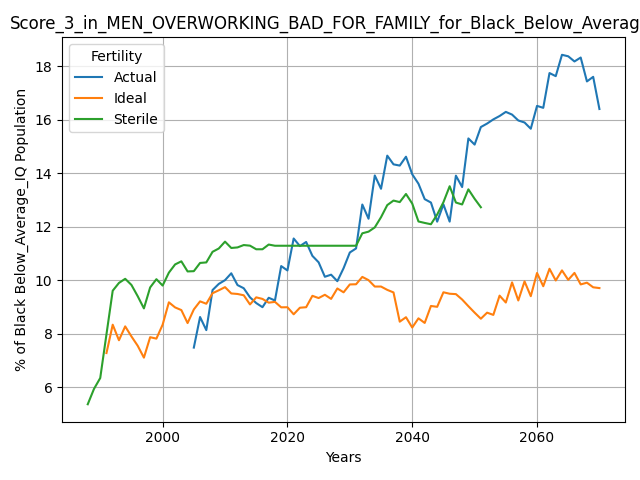 Score_3_in_MEN_OVERWORKING_BAD_FOR_FAMILY_for_Black_Below_Averag
Fertility
Actual
Ideal
Sterile
% of Black Below_Average_IQ Population
18
16
14
12
10
8
6
2000 2020 2040 2060
Years